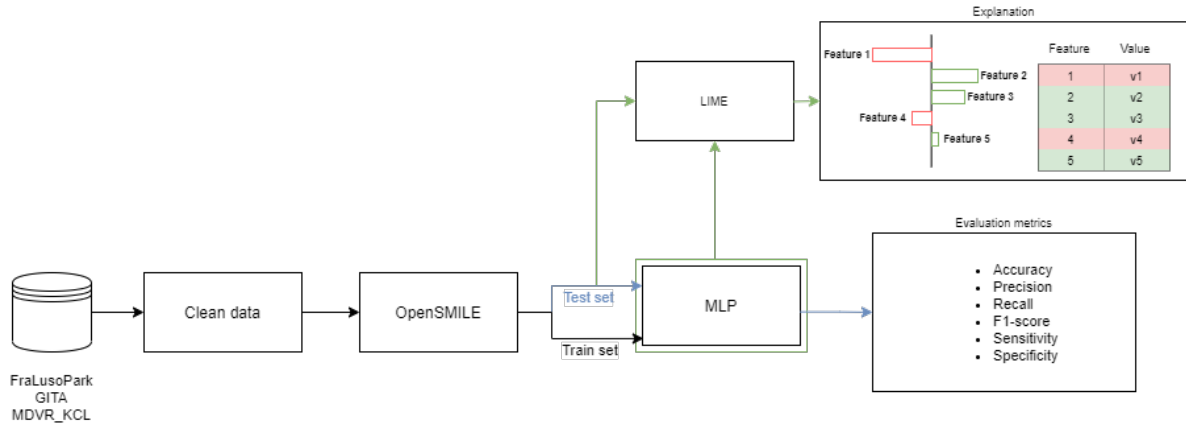 Explanation
Feature 1
Feature 2
Feature 3
Feature 4
Feature 5
Feature Value
1 v1
2 v2
3 v3
4 v4
5 v5
LIME
Evaluation metrics
Accuracy
Precision
Recall
F1-score
Sensitivity
Specificity
Clean data
OpenSMILE
Test set
Train set
MLP
FraLusoPark
GITA
MDVR_KCL